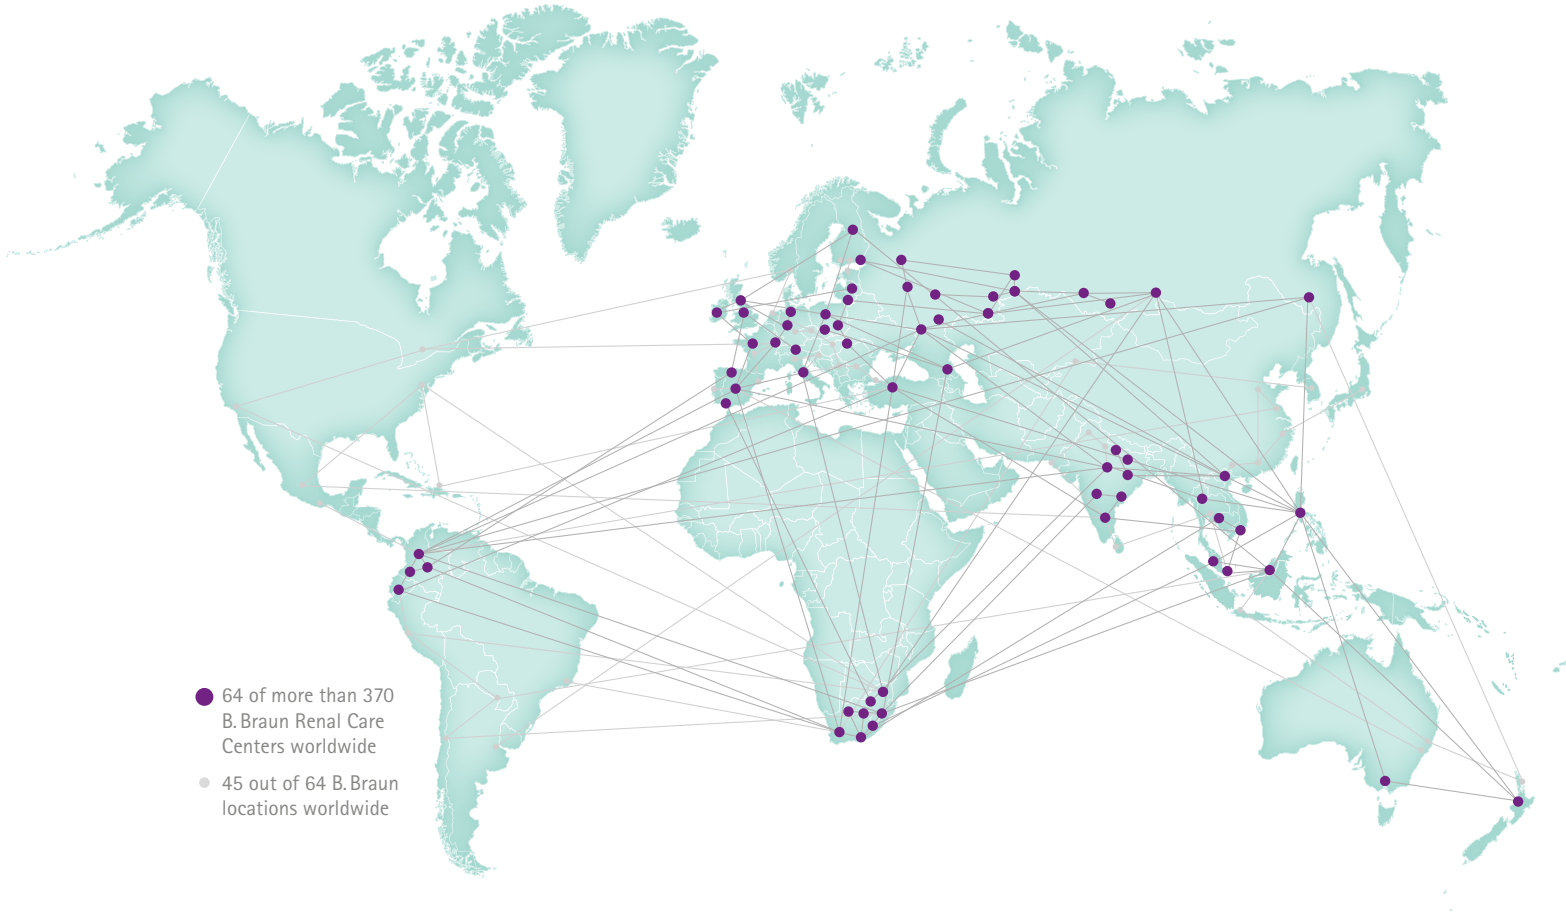 64 of more than 370
B. Braun Renal Care
Centers worldwide
45 out of 64 B. Braun
locations worldwide